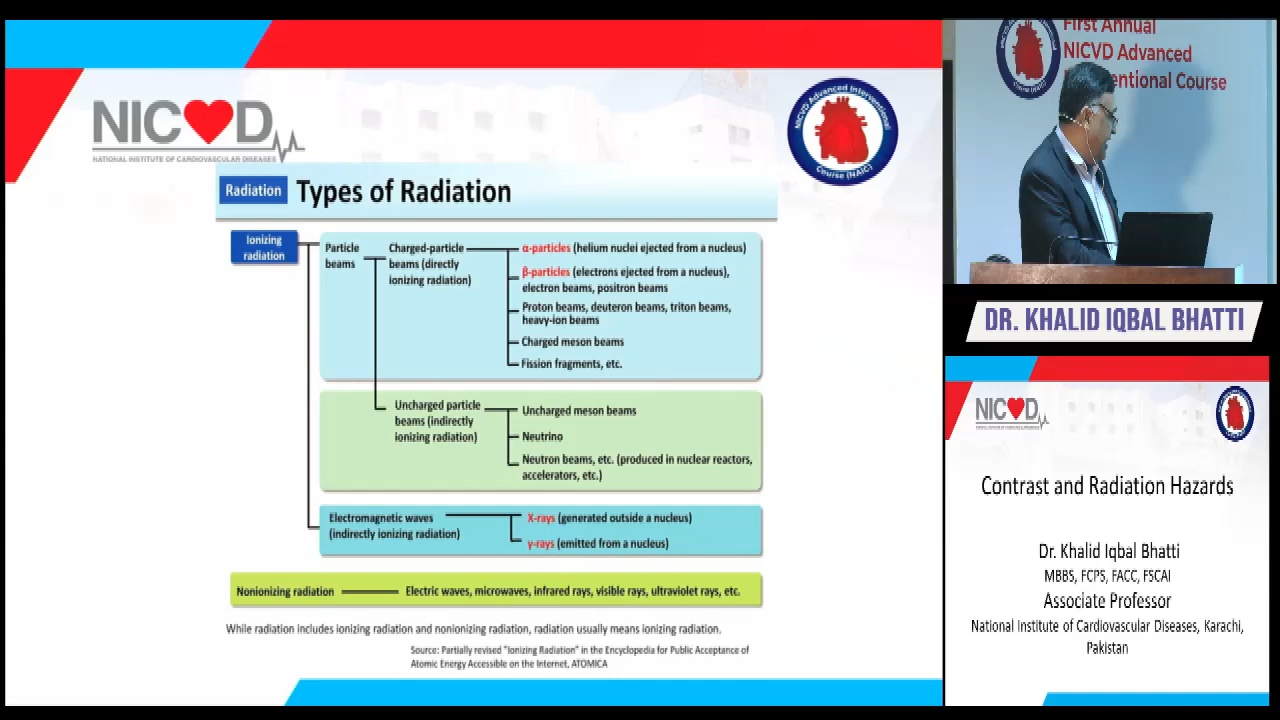 NIC D
NATIONAL INSTITUTE OF CARDIOVASCULAR DISEASES
NICVD Advanced Interventional
Course (NAIC)
Radiation
Types of Radiation
Ionizing
radiation
Particle
beams
Charged-particle
beams (directly
ionizing radiation)
α-particles (helium nuclei ejected from a nucleus)
β-particles (electrons ejected from a nucleus),
electron beams, positron beams
Proton beams, deuteron beams, triton beams,
heavy-ion beams
Charged meson beams
Fission fragments, etc.
Uncharged particle
beams (indirectly
ionizing radiation)
Uncharged meson beams
Neutrino
Neutron beams, etc. (produced in nuclear reactors,
accelerators, etc.)
Electromagnetic waves
(indirectly ionizing radiation)
X-rays (generated outside a nucleus)
γ-rays (emitted from a nucleus)
Nonionizing radiation
Electric waves, microwaves, infrared rays, visible rays, ultraviolet rays, etc.
While radiation includes ionizing radiation and nonionizing radiation, radiation usually means ionizing radiation.
Source: Partially revised "Ionizing Radiation" in the Encyclopedia for Public Acceptance of
Atomic Energy Accessible on the Internet, ATOMICA
First Annual
NICVD Advanced
entional Course
DR. KHALID IQBAL BHATTI
NIC D
Contrast and Radiation Hazards
Dr. Khalid Iqbal Bhatti
MBBS, FCPS, FACC, FSCAI
Associate Professor
National Institute of Cardiovascular Diseases, Karachi,
Pakistan